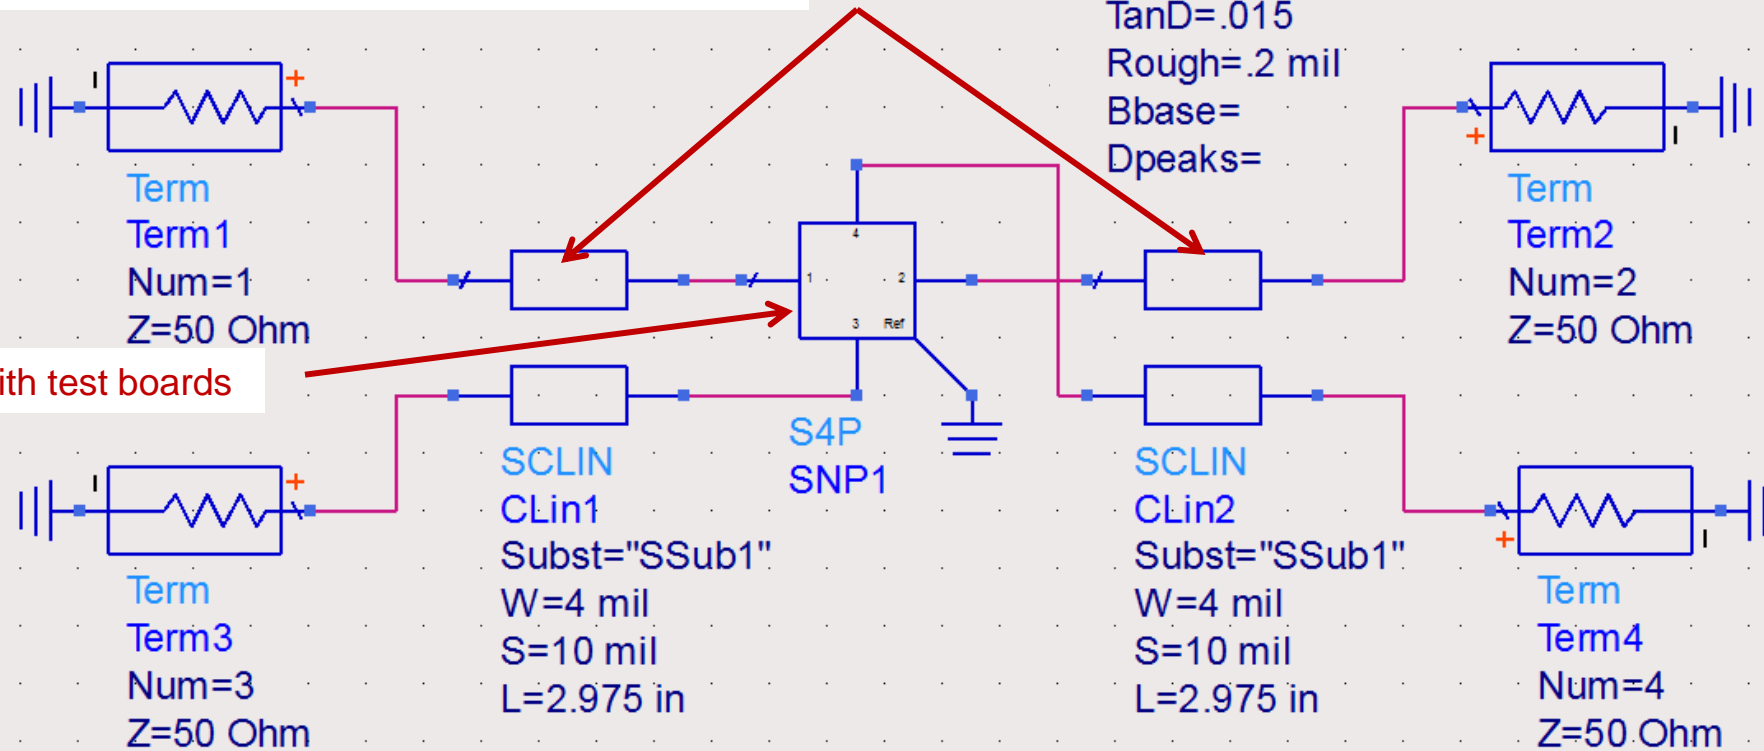 TanD=.015
Rough=.2 mil
Bbase=
Dpeaks=
Term
Term1
Num=1
Z=50 Ohm
Term
Term2
Num=2
Z=50 Ohm
4
1
2
3
Ref
ith test boards
S4P
SNP1
SCLIN
CLin1
Subst="SSub1"
W=4 mil
S=10 mil
L=2.975 in
SCLIN
CLin2
Subst="SSub1"
W=4 mil
S=10 mil
L=2.975 in
Term
Term3
Num=3
Z=50 Ohm
Term
Term4
Num=4
Z=50 Ohm